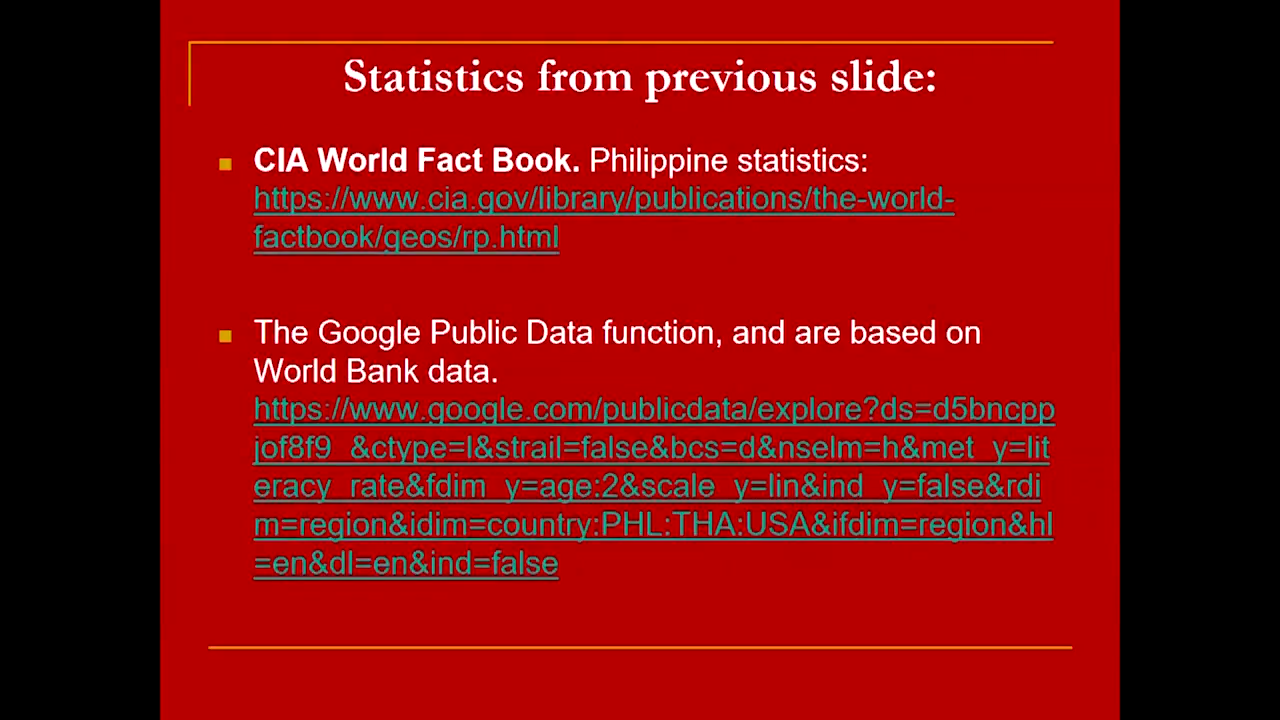 Statistics from previous slide:
CIA World Fact Book. Philippine statistics:
https://www.cia.gov/library/publications/the-world-
factbook/geos/rp.html
The Google Public Data function, and are based on
World Bank data.
https://www.google.com/publicdata/explore?ds=d5bncpp
jof8f9_&ctype=l&strail=false&bcs=d&nselm=h&met_y=lit
eracy_rate&fdim_y=age:2&scale_y=lin&ind_y=false&rdi
m=region&idim=country:PHL:THA:USA&ifdim=region&hl
=en&dl=en&ind=false